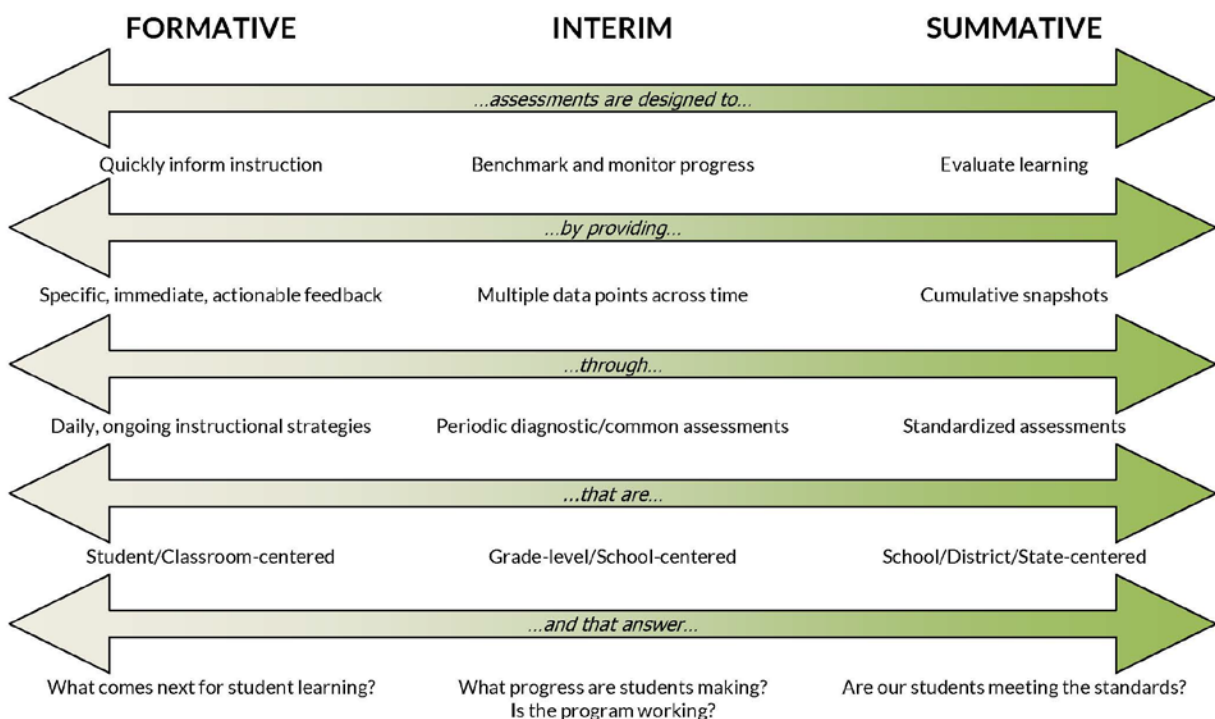 FORMATIVE INTERIM SUMMATIVE
...assessments are designed to...
Quickly inform instruction Benchmark and monitor progress Evaluate learning
...by providing...
Specific, immediate, actionable feedback Multiple data points across time Cumulative snapshots
...through...
Daily, ongoing instructional strategies Periodic diagnostic/common assessments Standardized assessments
...that are...
Student/Classroom-centered Grade-level/School-centered School/District/State-centered
...and that answer...
What comes next for student learning? What progress are students making? Are our students meeting the standards?
Is the program working?